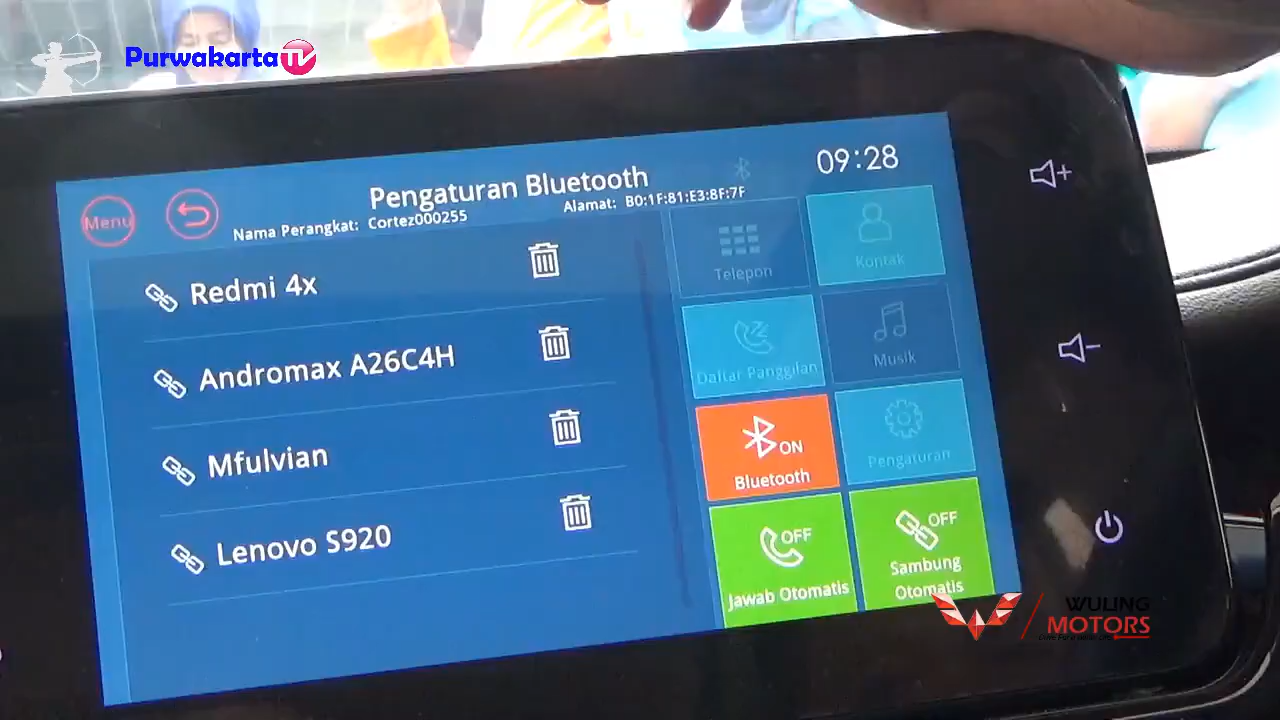 PurwakartaTV
Menu
Pengaturan Bluetooth
09:28
Nama Perangkat: Cortez000255
Alamat: B0:1F:81:E3:8F:7F
Redmi 4x
Andromax A26C4H
Mfulvian
Lenovo S920
Telepon
Kontak
Daftar Panggilan
Musik
ON
Bluetooth
Pengaturan
OFF
Jawab Otomatis
OFF
Sambung
Otomatis
WULING
MOTORS